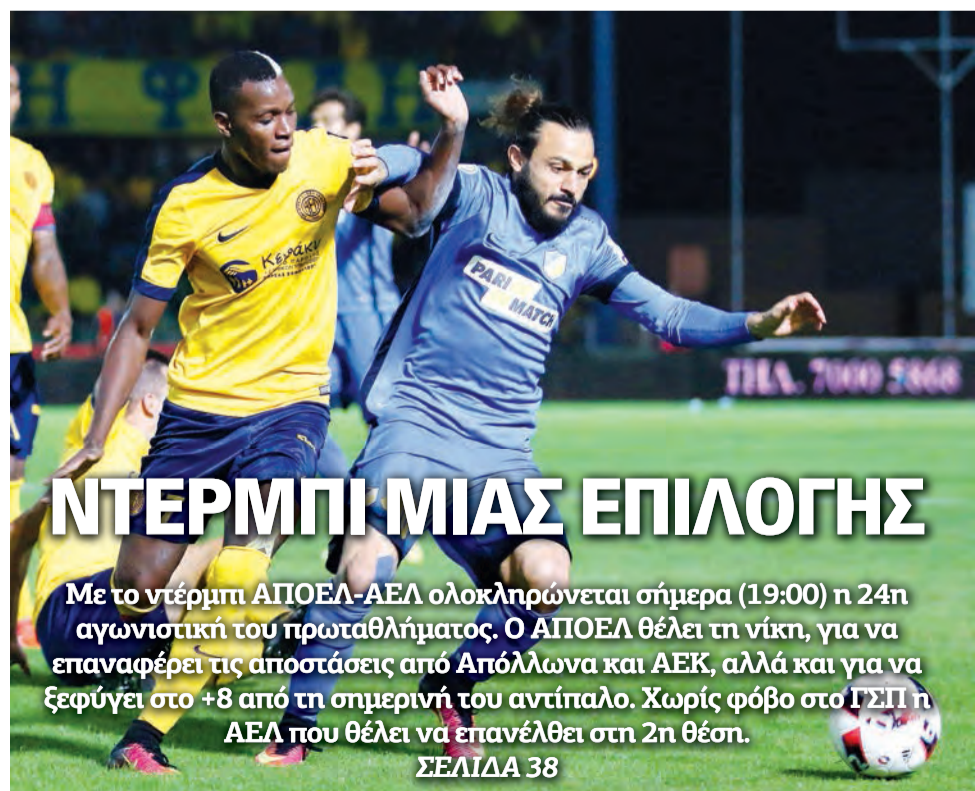 Η Φ Η
Κεράκι
PARI
MATCH
ΤΗΛ. 7000 5868
ΝΤΕΡΜΠΙ ΜΙΑΣ ΕΠΙΛΟΓΗΣ
Με το ντέρμπι ΑΠΟΕΛ-ΑΕΛ ολοκληρώνεται σήμερα (19:00) η 24η
αγωνιστική του πρωταθλήματος. Ο ΑΠΟΕΛ θέλει τη νίκη, για να
επαναφέρει τις αποστάσεις από Απόλλωνα και ΑΕΚ, αλλά και για να
ξεφύγει στο +8 από τη σημερινή του αντίπαλο. Χωρίς φόβο στο ΓΣΠ η
ΑΕΛ που θέλει να επανέλθει στη 2η θέση.
ΣΕΛΙΔΑ 38